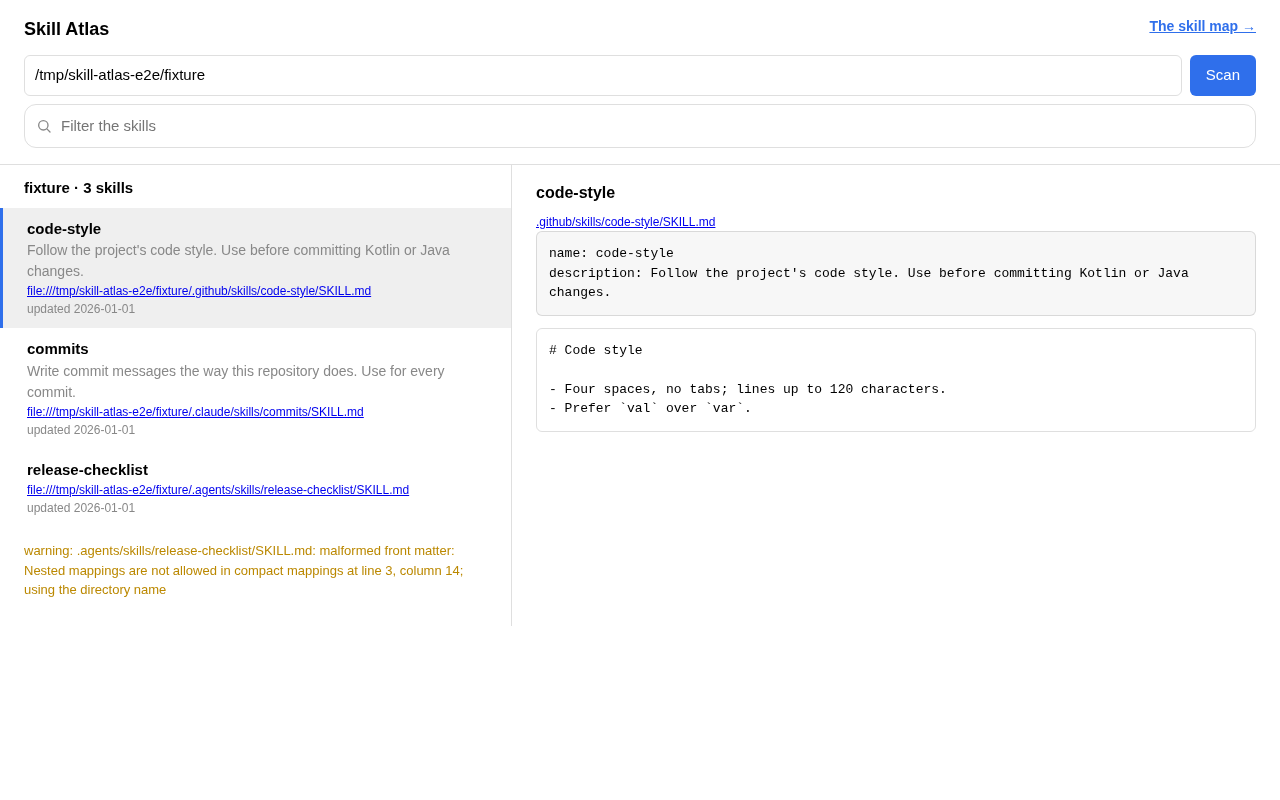 Skill Atlas
The skill map →
/tmp/skill-atlas-e2e/fixture
Scan
Filter the skills
fixture · 3 skills
code-style
Follow the project's code style. Use before committing Kotlin or Java
changes.
file:///tmp/skill-atlas-e2e/fixture/.github/skills/code-style/SKILL.md
updated 2026-01-01
commits
Write commit messages the way this repository does. Use for every
commit.
file:///tmp/skill-atlas-e2e/fixture/.claude/skills/commits/SKILL.md
updated 2026-01-01
release-checklist
file:///tmp/skill-atlas-e2e/fixture/.agents/skills/release-checklist/SKILL.md
updated 2026-01-01
warning: .agents/skills/release-checklist/SKILL.md: malformed front matter:
Nested mappings are not allowed in compact mappings at line 3, column 14;
using the directory name
code-style
.github/skills/code-style/SKILL.md
name: code-style
description: Follow the project's code style. Use before committing Kotlin or Java
changes.
# Code style
- Four spaces, no tabs; lines up to 120 characters.
- Prefer `val` over `var`.